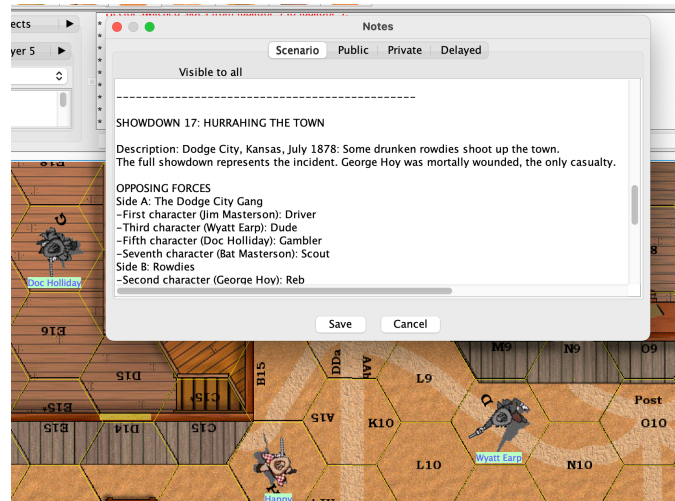 ects
yer 5
Notes
Scenario Public Private Delayed
Visible to all
------------------------------------------------
SHOWDOWN 17: HURRAHING THE TOWN
Description: Dodge City, Kansas, July 1878: Some drunken rowdies shoot up the town.
The full showdown represents the incident. George Hoy was mortally wounded, the only casualty.
OPPOSING FORCES
Side A: The Dodge City Gang
-First character (Jim Masterson): Driver
-Third character (Wyatt Earp): Dude
-Fifth character (Doc Holliday): Gambler
-Seventh character (Bat Masterson): Scout
Side B: Rowdies
-Second character (George Hoy): Reb
Save Cancel
G
Doc Holliday
E16
D15
B15
DDa
AAb
L9
M9
N9
O9
Post
O10
C15
D14
A15
K10
D
Wyatt Earp
L10
N10
Happy